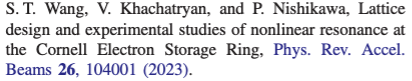 S. T. Wang, V. Khachatryan, and P. Nishikawa, Lattice
design and experimental studies of nonlinear resonance at
the Cornell Electron Storage Ring, Phys. Rev. Accel.
Beams 26, 104001 (2023).